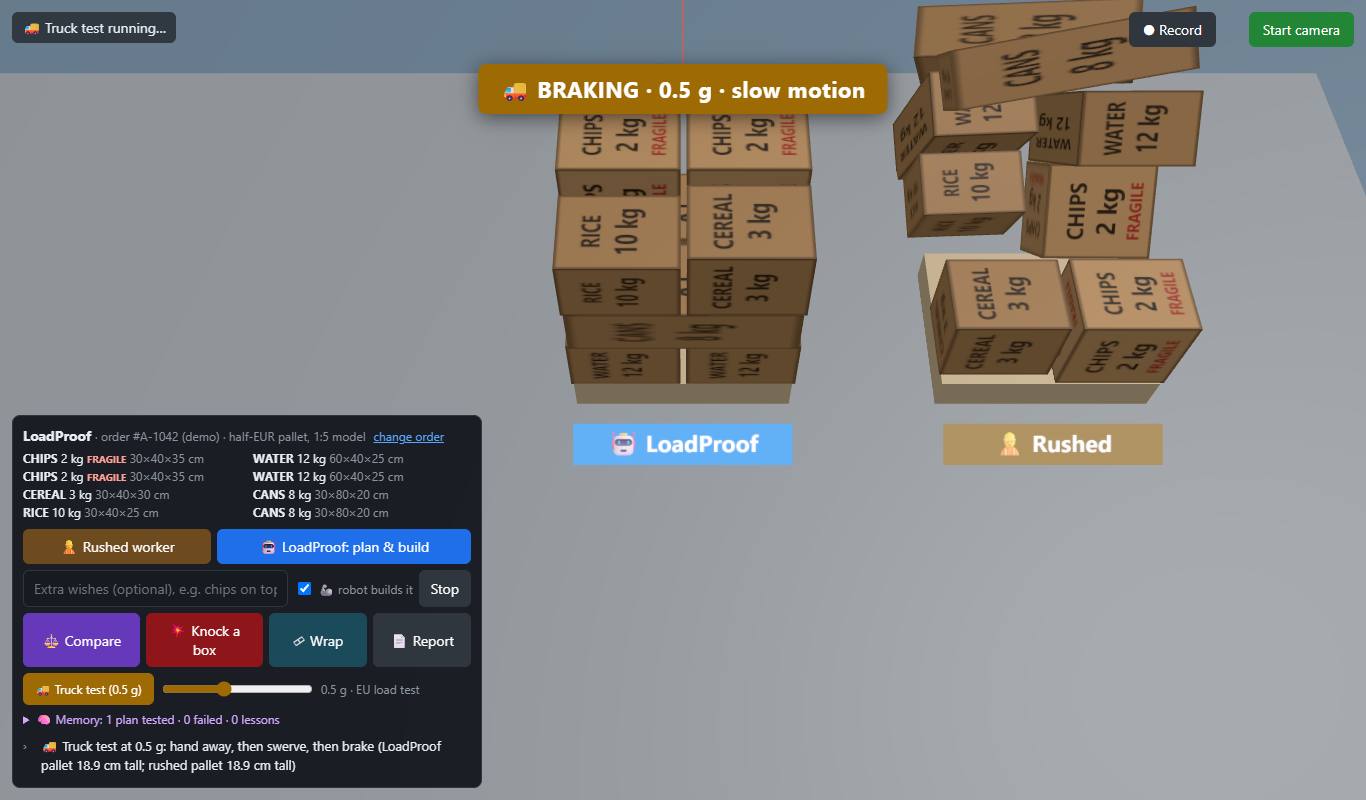 🚚 Truck test running...
Record
Start camera
🚚 BRAKING · 0.5 g · slow motion
CANS
CANS 8 kg
WATER 12 kg
WATER 12 kg
WATER 12 kg
RICE 10 kg
CHIPS 2 kg FRAGILE
CEREAL 3 kg
CEREAL 3 kg
CHIPS 2 kg FRAGILE
CHIPS 2 kg FRAGILE
CHIPS 2 kg FRAGILE
CHIPS 2 kg FRAGILE
RICE 10 kg
CEREAL 3 kg
RICE 10 kg
CEREAL 3 kg
CANS 8 kg
WATER 12 kg
WATER 12 kg
LoadProof
Rushed
LoadProof · order #A-1042 (demo) · half-EUR pallet, 1:5 model change order
CHIPS 2 kg FRAGILE 30×40×35 cm
WATER 12 kg 60×40×25 cm
CHIPS 2 kg FRAGILE 30×40×35 cm
WATER 12 kg 60×40×25 cm
CEREAL 3 kg 30×40×30 cm
CANS 8 kg 30×80×20 cm
RICE 10 kg 30×40×25 cm
CANS 8 kg 30×80×20 cm
Rushed worker
LoadProof: plan & build
Extra wishes (optional), e.g. chips on top
robot builds it
Stop
Compare
Knock a
box
Wrap
Report
Truck test (0.5 g)
0.5 g · EU load test
Memory: 1 plan tested · 0 failed · 0 lessons
› 🚚 Truck test at 0.5 g: hand away, then swerve, then brake (LoadProof
pallet 18.9 cm tall; rushed pallet 18.9 cm tall)